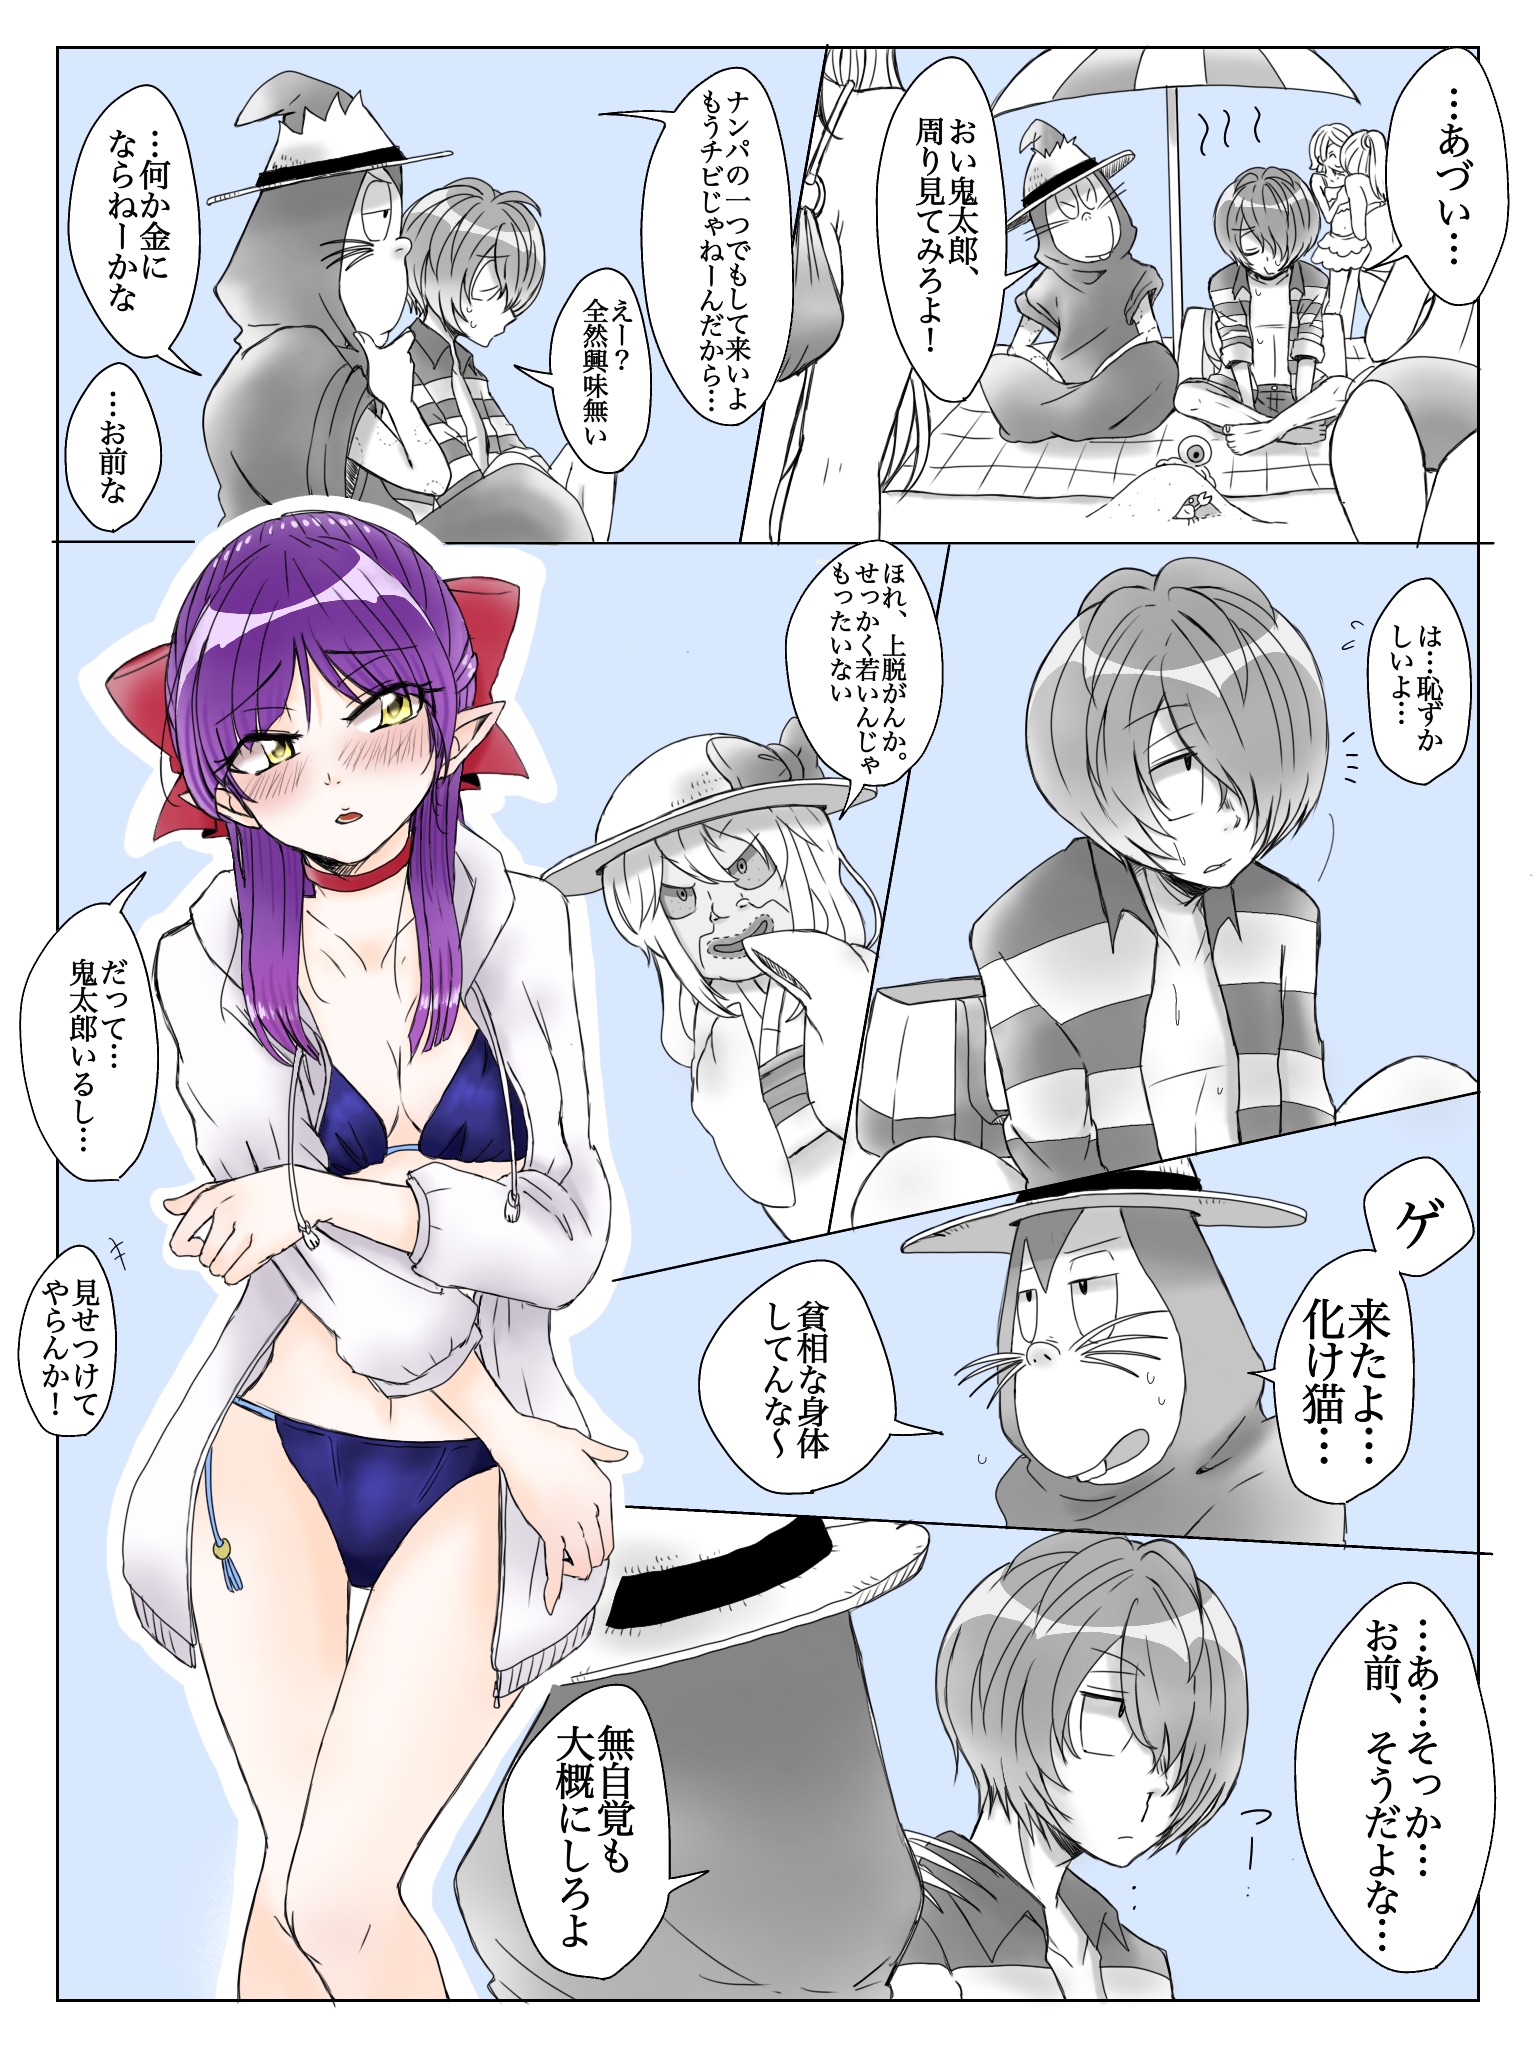 …あづい…
おい鬼太郎、
周り見てみろよ！
ナンパの一つでもして来いよ
もうチビじゃねーんだから…
えー？
全然興味無い
…何か金に
ならねーかな
…お前な
は…恥ずか
しいよ…
ほれ、上脱がんか。
せっかく若いんじゃ
もったいない
だって…
鬼太郎いるし…
見せつけて
やらんか！
ゲ
来たよ…
化け猫…
貧相な身体
してんな〜
…あ…そっか…
お前、そうだよな…
無自覚も
大概にしろよ